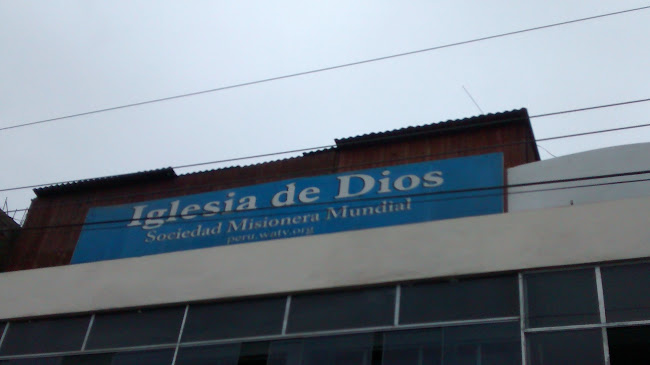 Iglesia de Dios
Sociedad Misionera Mundial
peru.watv.org